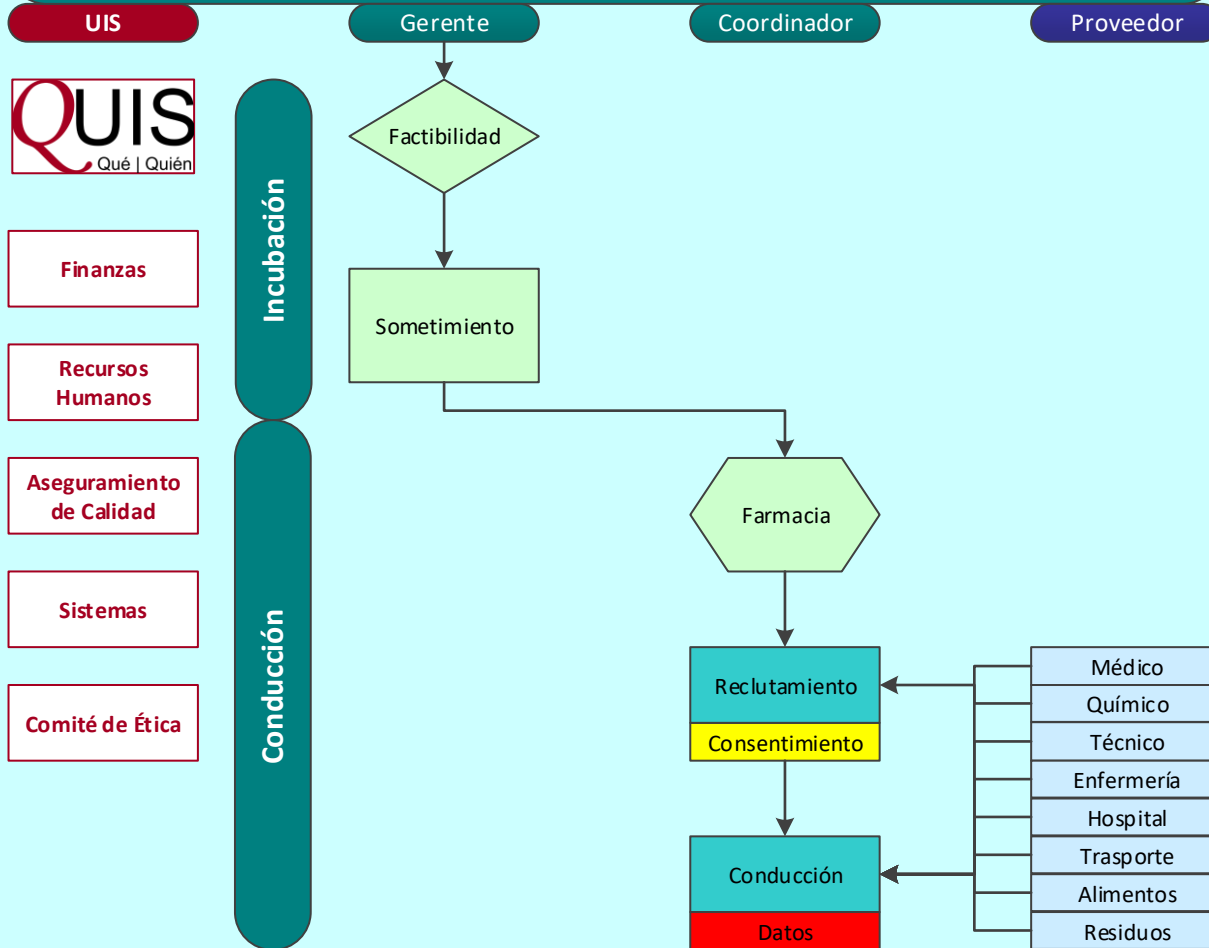 UIS
Gerente
Coordinador
Proveedor
QUIS
Qué | Quién
Incubación
Factibilidad
Finanzas
Sometimiento
Recursos
Humanos
Conducción
Aseguramiento
de Calidad
Farmacia
Sistemas
Reclutamiento
Consentimiento
Médico
Químico
Técnico
Enfermería
Hospital
Trasporte
Alimentos
Residuos
Comité de Ética
Conducción
Datos